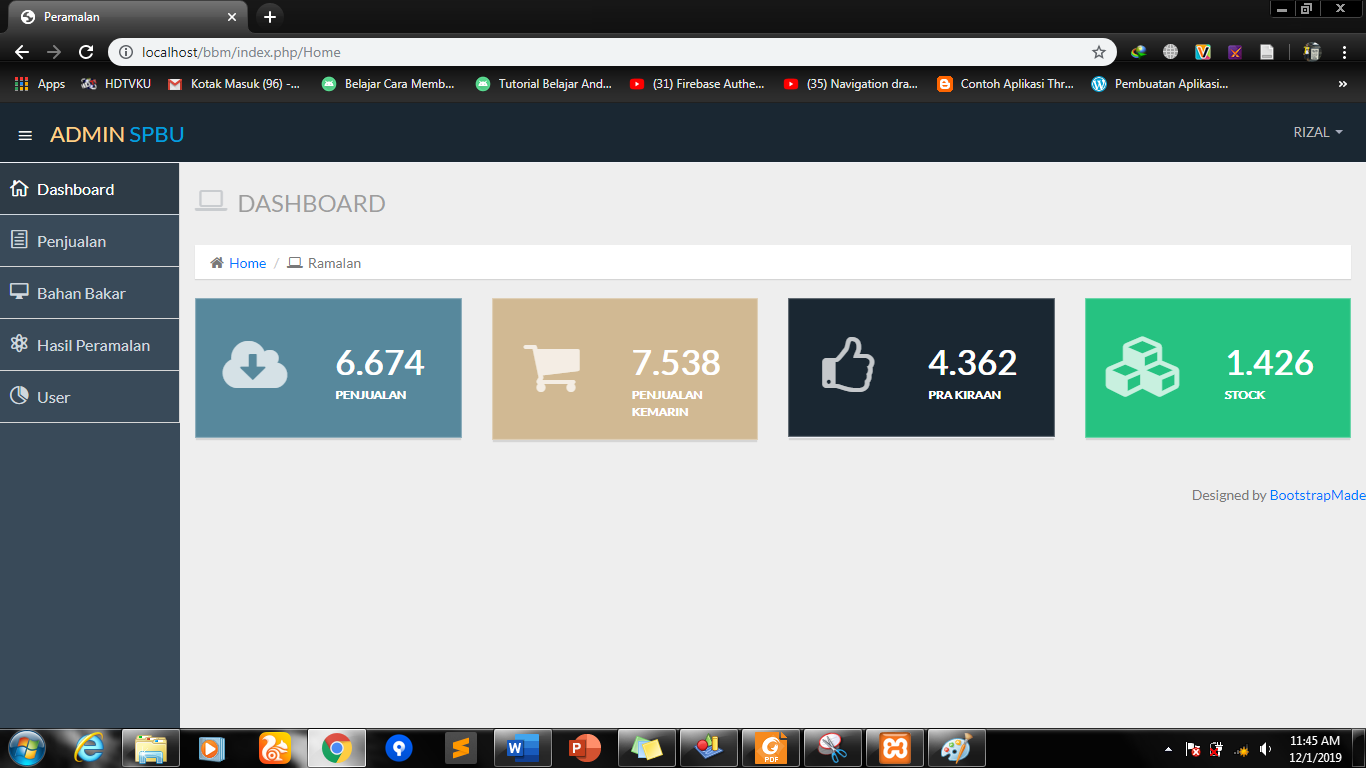 Peramalan
localhost/bbm/index.php/Home
Apps HDTVKU Kotak Masuk (96) -... Belajar Cara Memb... Tutorial Belajar And... (31) Firebase Authe... (35) Navigation dra... Contoh Aplikasi Thr... Pembuatan Aplikasi... »
ADMIN SPBU
RIZAL
Dashboard
Penjualan
Bahan Bakar
Hasil Peramalan
User
DASHBOARD
Home / Ramalan
6.674
PENJUALAN
7.538
PENJUALAN
KEMARIN
4.362
PRA KIRAAN
1.426
STOCK
Designed by BootstrapMade
PDF
11:45 AM
12/1/2019